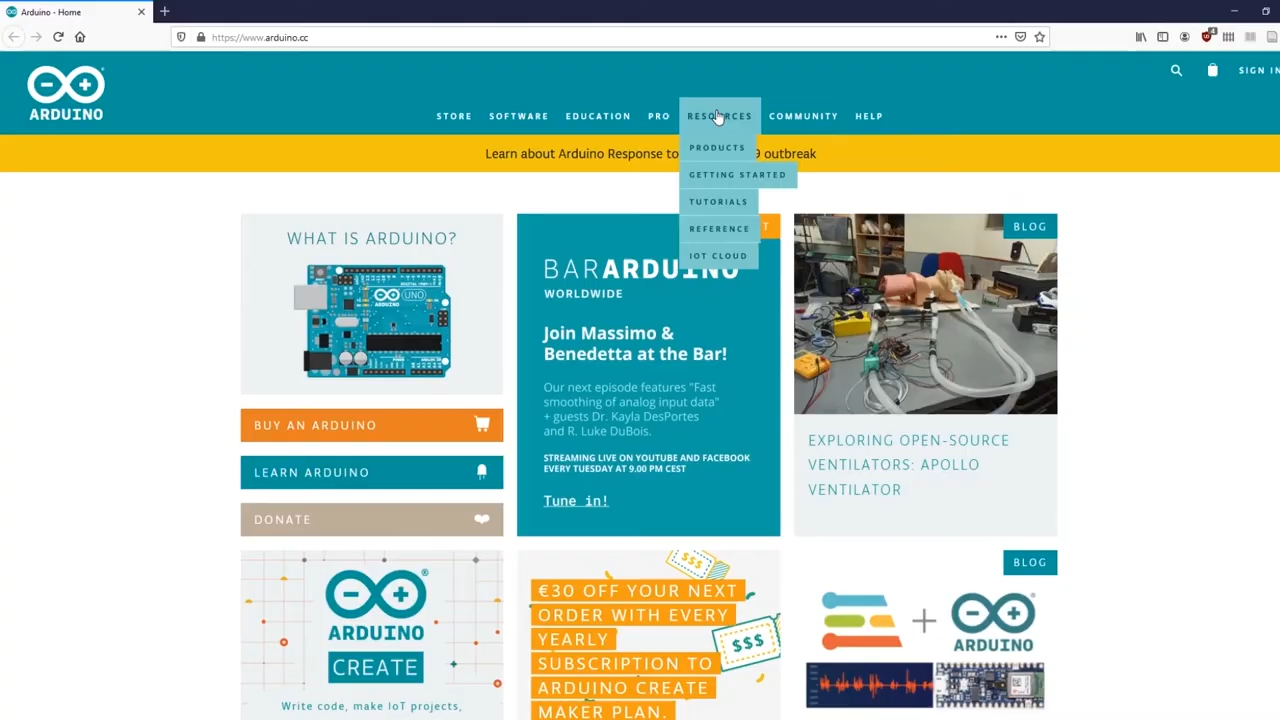 Arduino - Home
https://www.arduino.cc
SIGN IN
ARDUINO
STORE SOFTWARE EDUCATION PRO RESOURCES COMMUNITY HELP
PRODUCTS
GETTING STARTED
TUTORIALS
REFERENCE
IOT CLOUD
Learn about Arduino Response to 9 outbreak
WHAT IS ARDUINO?
UNO
BUY AN ARDUINO
LEARN ARDUINO
DONATE
BARARDUINO
WORLDWIDE
Join Massimo &
Benedetta at the Bar!
Our next episode features "Fast
smoothing of analog input data"
+ guests Dr. Kayla DesPortes
and R. Luke DuBois.
STREAMING LIVE ON YOUTUBE AND FACEBOOK
EVERY TUESDAY AT 9.00 PM CEST
Tune in!
BLOG
EXPLORING OPEN-SOURCE
VENTILATORS: APOLLO
VENTILATOR
ARDUINO
CREATE
Write code, make IoT projects,
$$$
€30 OFF YOUR NEXT
ORDER WITH EVERY
YEARLY
SUBSCRIPTION TO
ARDUINO CREATE
MAKER PLAN.
$$$
BLOG
ARDUINO